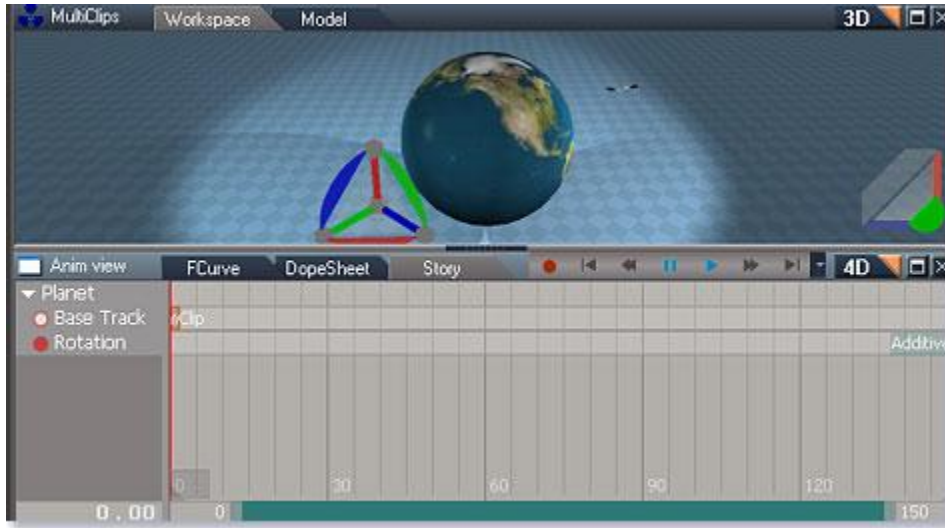 MultiClips Workspace Model 3D
Anim view FCurve DopeSheet Story 4D
Planet
Base Track Clip
Rotation Additive
0 30 60 90 120
0.00 0 150